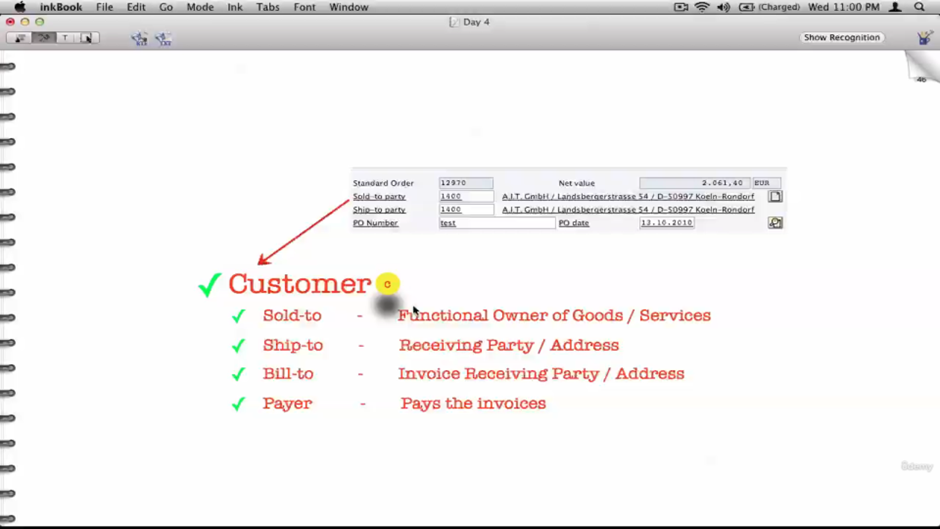 inkBook File Edit Go Mode Ink Tabs Font Window (Charged) Wed 11:00 PM
Day 4
T Show Recognition
46
Standard Order 12970 Net value 2.061,40 EUR
Sold-to party 1400 A.I.T. GmbH / Landsbergerstrasse 54 / D-50997 Koeln-Rondorf
Ship-to party 1400 A.I.T. GmbH / Landsbergerstrasse 54 / D-50997 Koeln-Rondorf
PO Number test PO date 13.10.2010
Customer c
Sold-to - Functional Owner of Goods / Services
Ship-to - Receiving Party / Address
Bill-to - Invoice Receiving Party / Address
Payer - Pays the invoices
Udemy